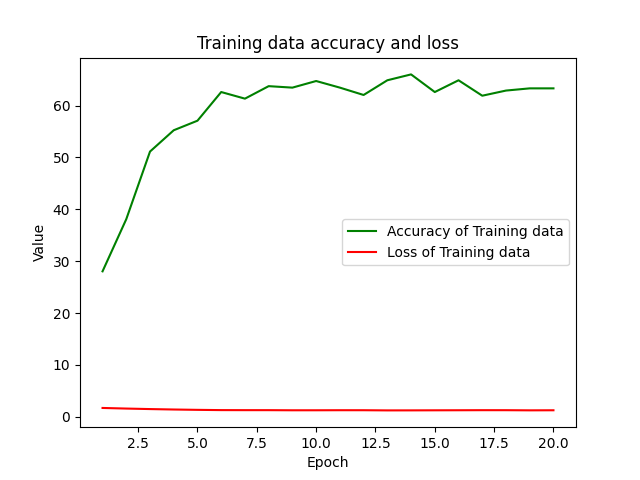 Training data accuracy and loss
Value
60
50
40
30
20
10
0
Accuracy of Training data
Loss of Training data
2.5 5.0 7.5 10.0 12.5 15.0 17.5 20.0
Epoch